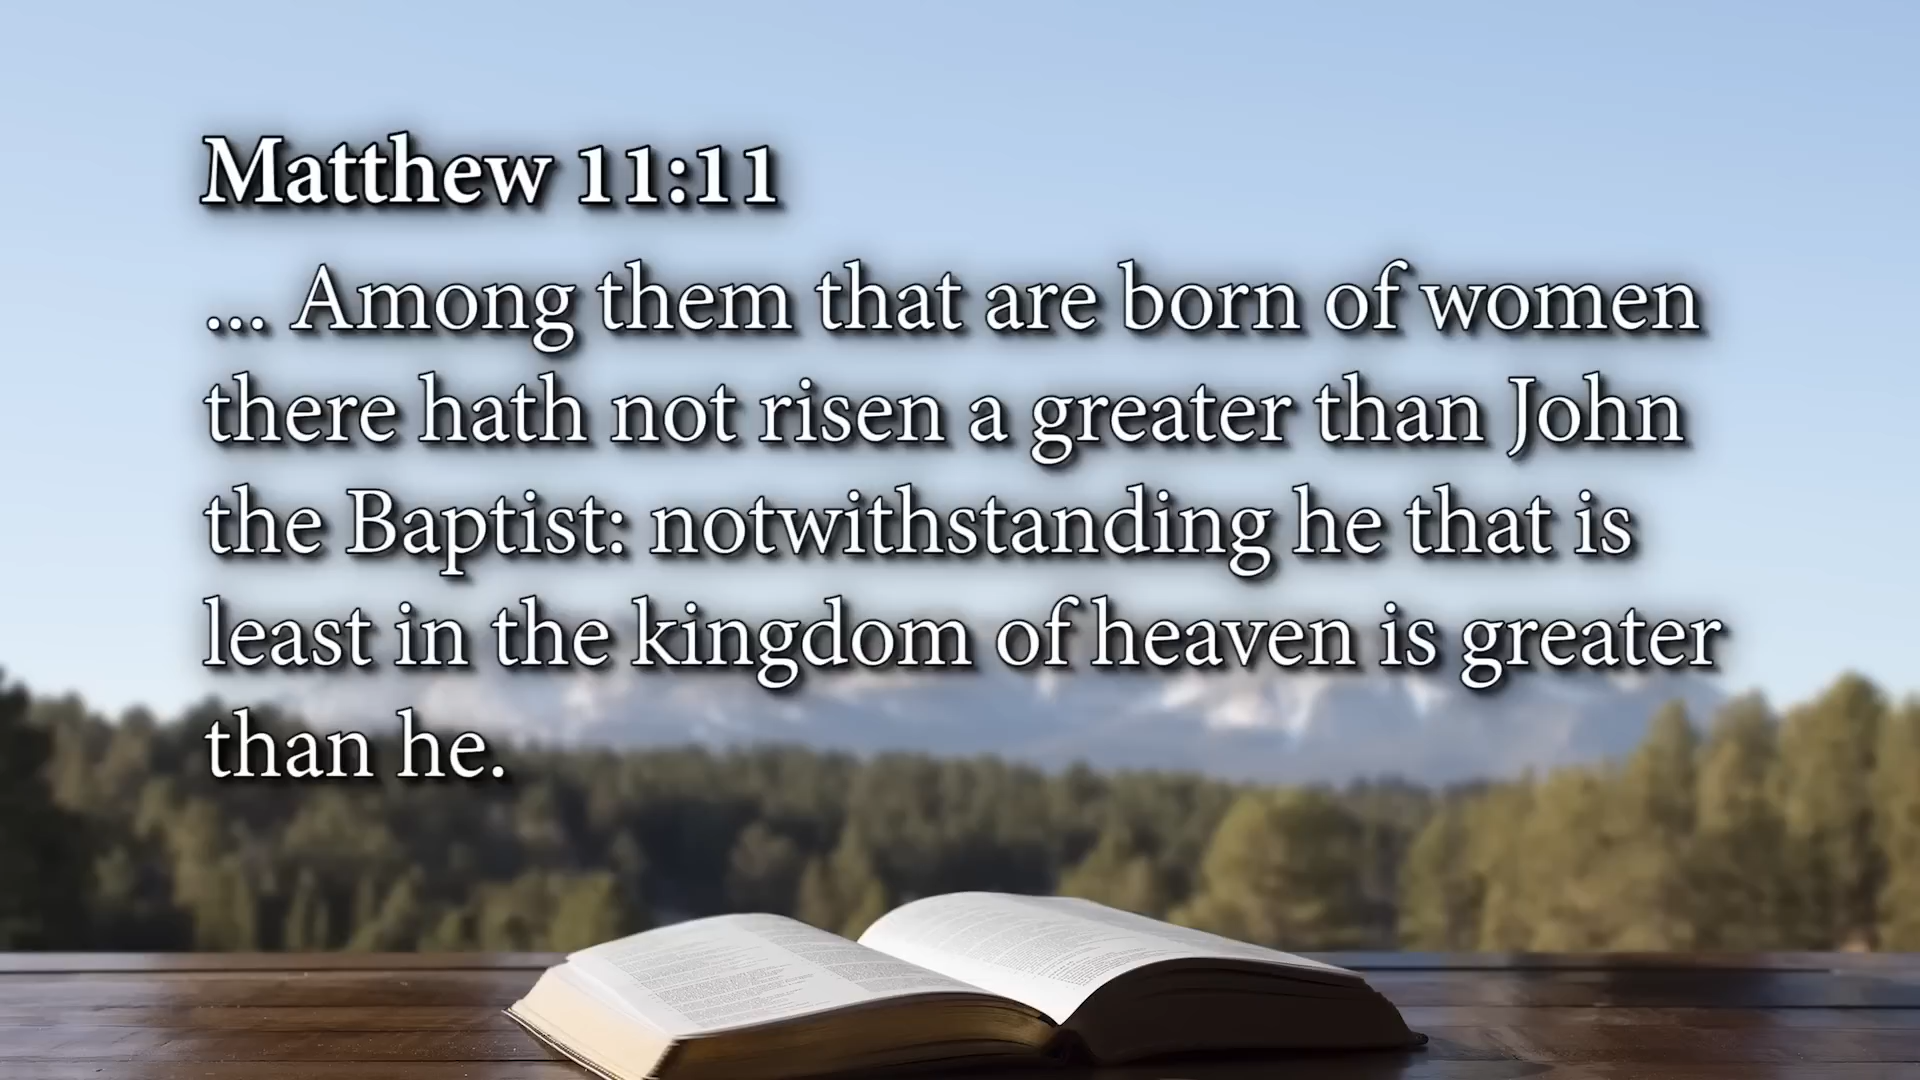 Matthew 11:11
... Among them that are born of women
there hath not risen a greater than John
the Baptist: notwithstanding he that is
least in the kingdom of heaven is greater
than he.